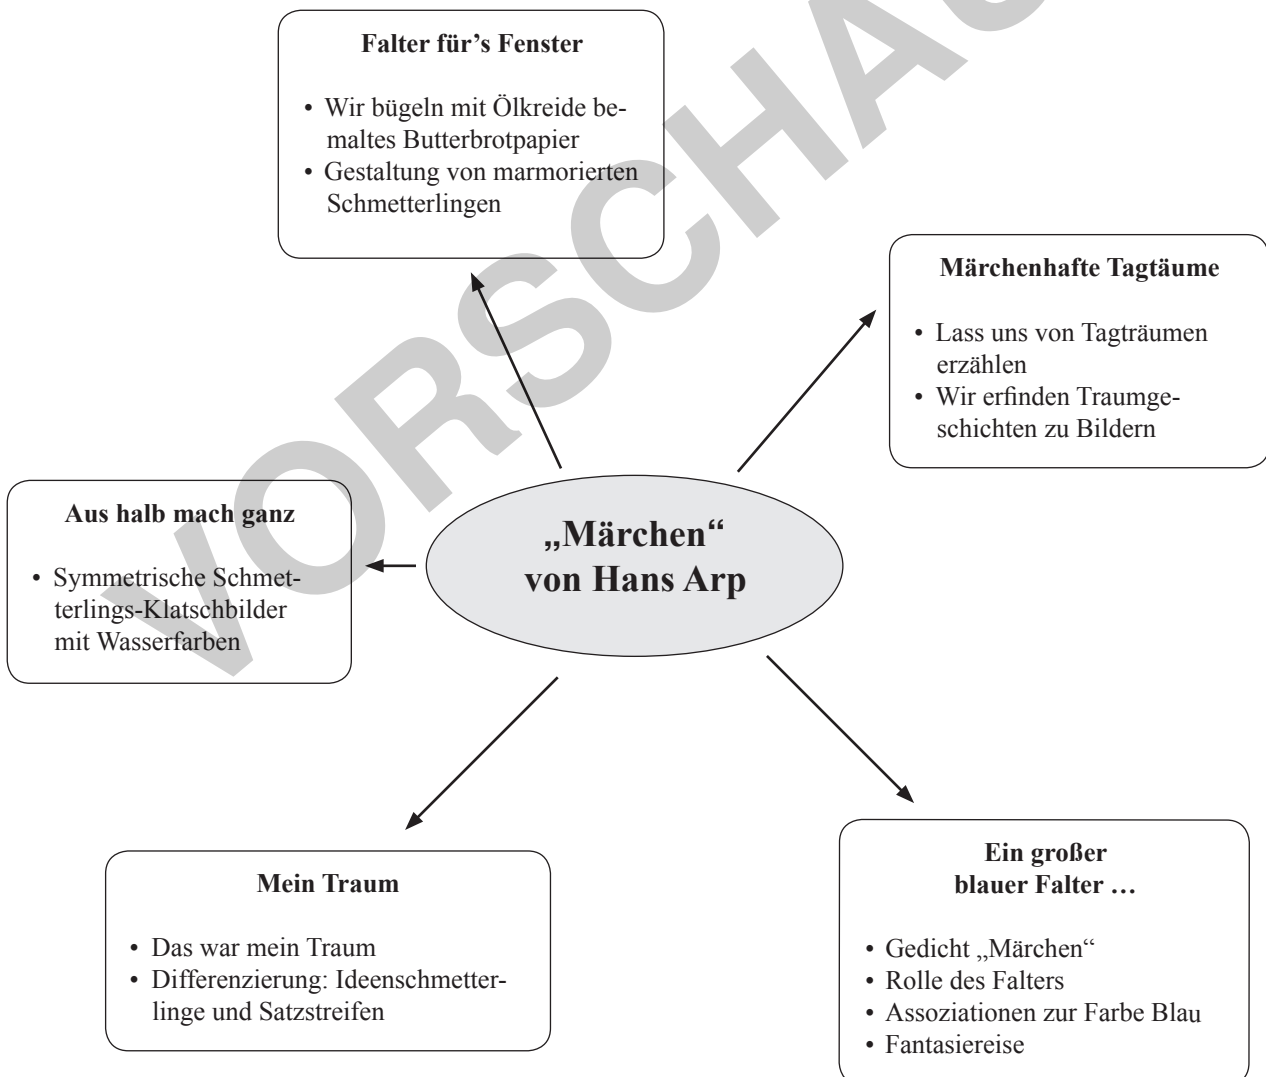 Falter für's Fenster
• Wir bügeln mit Ölkreide be-
maltes Butterbrotpapier
• Gestaltung von marmorierten
Schmetterlingen
Märchenhafte Tagtäume
• Lass uns von Tagträumen
erzählen
• Wir erfinden Traumge-
schichten zu Bildern
Aus halb mach ganz
• Symmetrische Schmet-
terlings-Klatschbilder
mit Wasserfarben
„Märchen“
von Hans Arp
Mein Traum
• Das war mein Traum
• Differenzierung: Ideenschmetter-
linge und Satzstreifen
Ein großer
blauer Falter …
• Gedicht „Märchen“
• Rolle des Falters
• Assoziationen zur Farbe Blau
• Fantasiereise
VORSCHAU